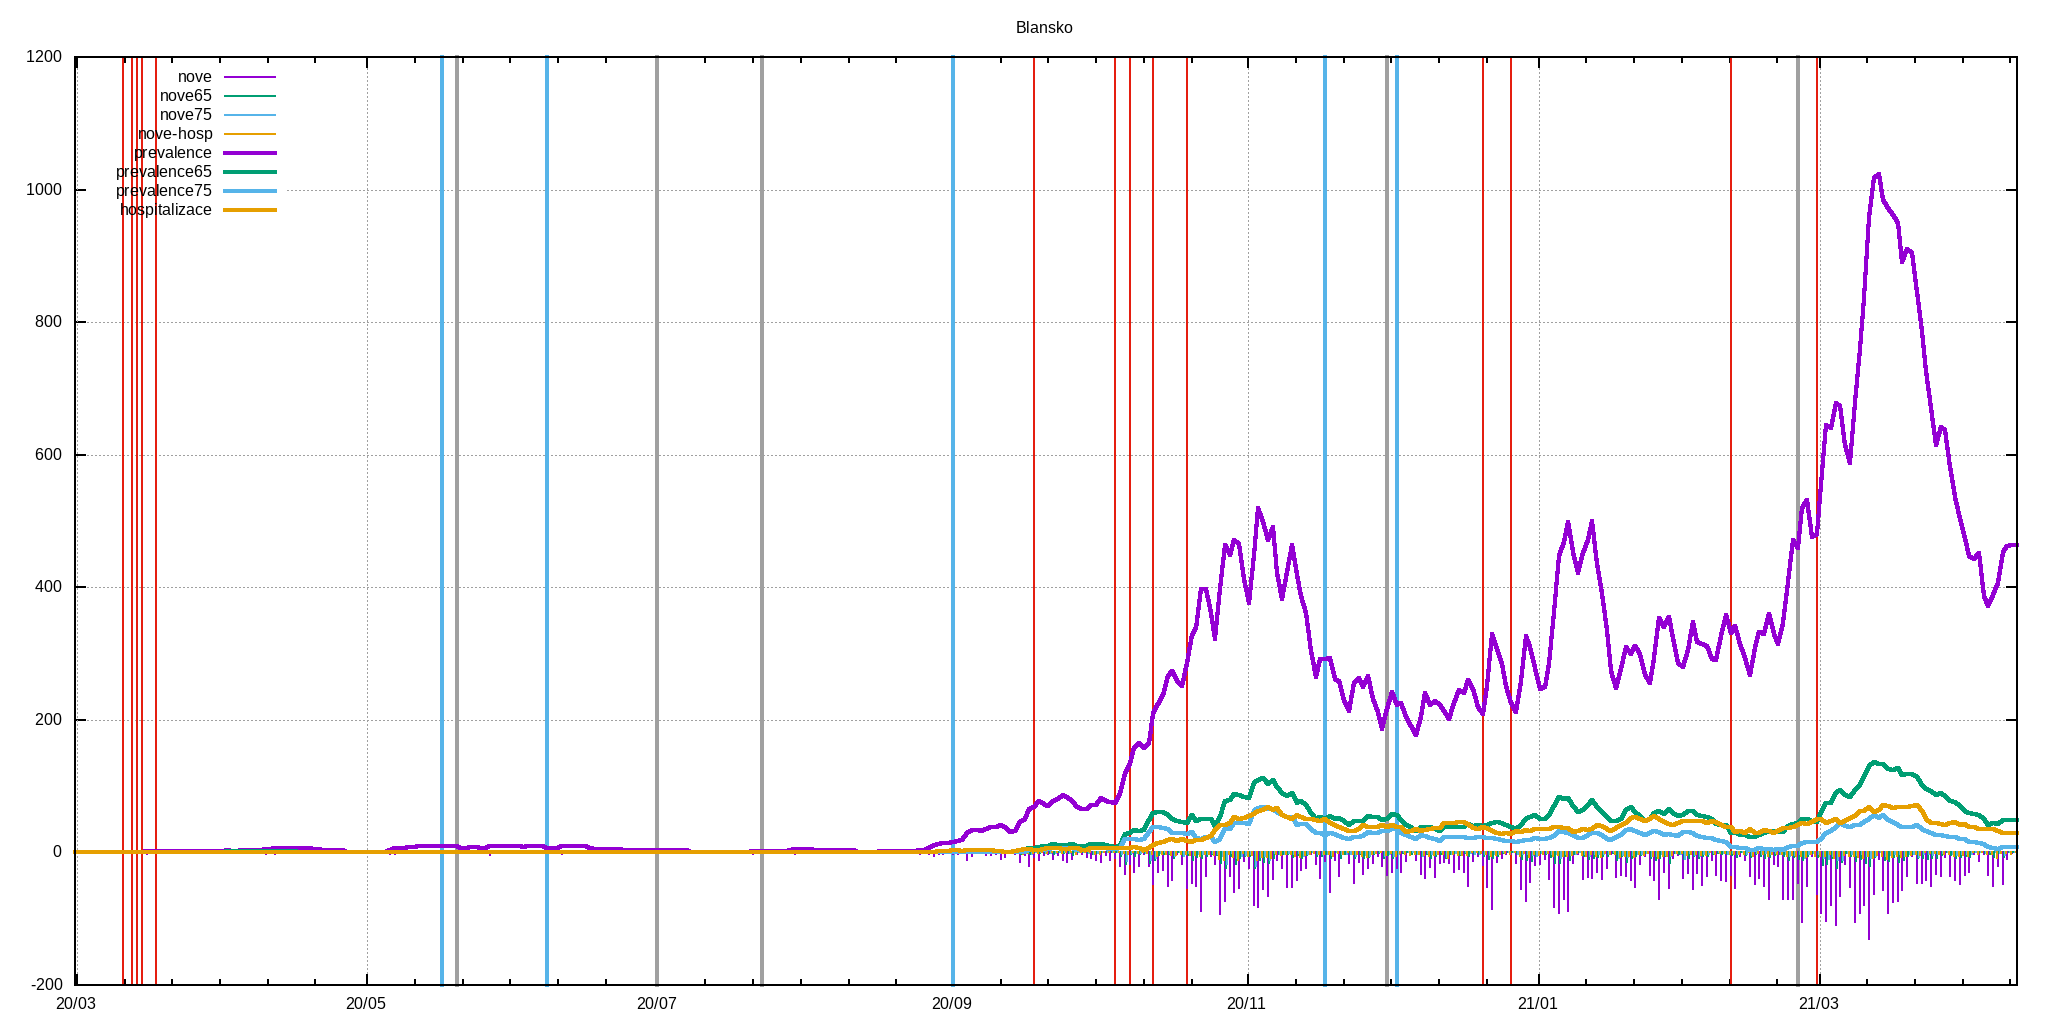 Blansko
1200
1000
800
600
400
200
0
-200
nove
nove65
nove75
nove-hosp
prevalence
prevalence65
prevalence75
hospitalizace
20/03 20/05 20/07 20/09 20/11 21/01 21/03